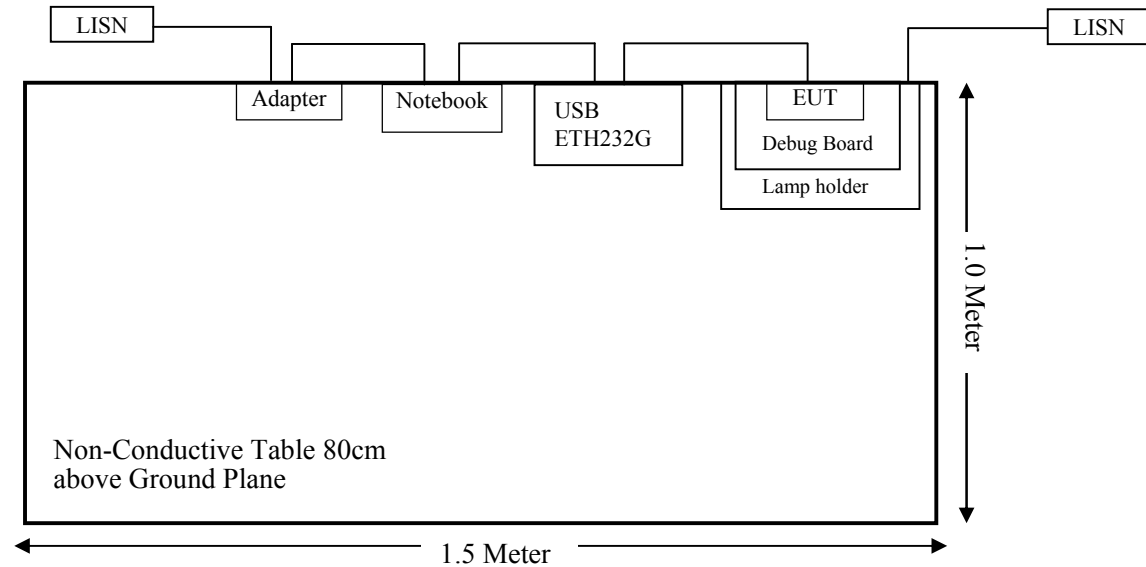 LISN
LISN
Adapter
Notebook
USB
ETH232G
EUT
Debug Board
Lamp holder
1.0 Meter
Non-Conductive Table 80cm
above Ground Plane
1.5 Meter